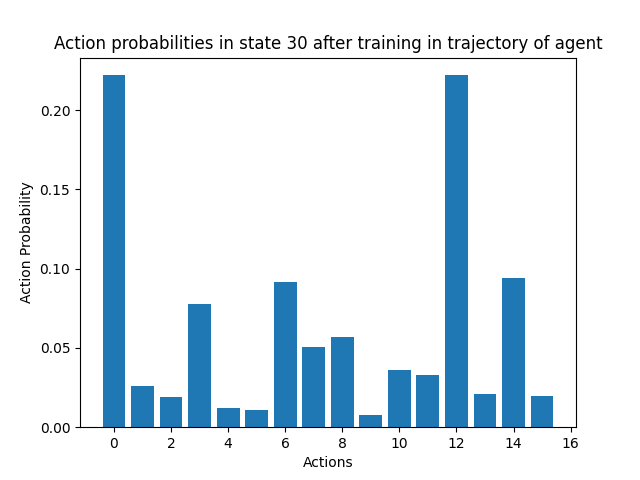 Action probabilities in state 30 after training in trajectory of agent
0.20
0.15
0.10
0.05
0.00
Action Probability
0 2 4 6 8 10 12 14 16
Actions